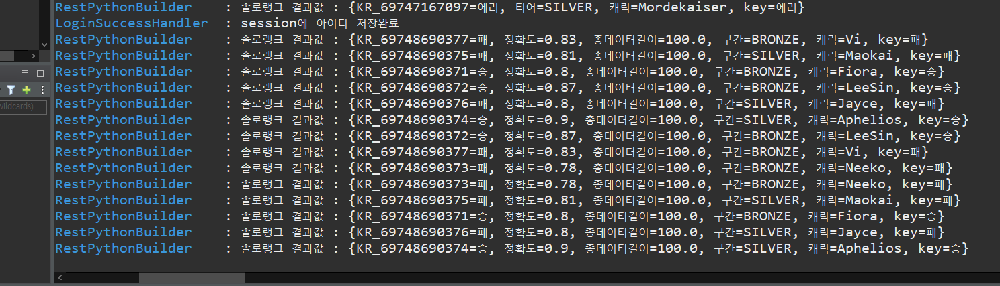 RestPythonBuilder : 솔로랭크 결과값 : {KR_69747167097=에러, 티어=SILVER, 캐릭=Mordekaiser, key=에러}
LoginSuccessHandler : session에 아이디 저장완료
RestPythonBuilder : 솔로랭크 결과값 : {KR_69748690377=패, 정확도=0.83, 총데이터길이=100.0, 구간=BRONZE, 캐릭=Vi, key=패}
RestPythonBuilder : 솔로랭크 결과값 : {KR_69748690375=패, 정확도=0.81, 총데이터길이=100.0, 구간=SILVER, 캐릭=Maokai, key=패}
RestPythonBuilder : 솔로랭크 결과값 : {KR_69748690371=승, 정확도=0.8, 총데이터길이=100.0, 구간=BRONZE, 캐릭=Fiora, key=승}
RestPythonBuilder : 솔로랭크 결과값 : {KR_69748690372=승, 정확도=0.87, 총데이터길이=100.0, 구간=BRONZE, 캐릭=LeeSin, key=승}
wildcards)
RestPythonBuilder : 솔로랭크 결과값 : {KR_69748690376=패, 정확도=0.8, 총데이터길이=100.0, 구간=SILVER, 캐릭=Jayce, key=패}
RestPythonBuilder : 솔로랭크 결과값 : {KR_69748690374=승, 정확도=0.9, 총데이터길이=100.0, 구간=SILVER, 캐릭=Aphelios, key=승}
RestPythonBuilder : 솔로랭크 결과값 : {KR_69748690372=승, 정확도=0.87, 총데이터길이=100.0, 구간=BRONZE, 캐릭=LeeSin, key=승}
RestPythonBuilder : 솔로랭크 결과값 : {KR_69748690377=패, 정확도=0.83, 총데이터길이=100.0, 구간=BRONZE, 캐릭=Vi, key=패}
RestPythonBuilder : 솔로랭크 결과값 : {KR_69748690373=패, 정확도=0.78, 총데이터길이=100.0, 구간=BRONZE, 캐릭=Neeko, key=패}
RestPythonBuilder : 솔로랭크 결과값 : {KR_69748690373=패, 정확도=0.78, 총데이터길이=100.0, 구간=BRONZE, 캐릭=Neeko, key=패}
RestPythonBuilder : 솔로랭크 결과값 : {KR_69748690375=패, 정확도=0.81, 총데이터길이=100.0, 구간=SILVER, 캐릭=Maokai, key=패}
RestPythonBuilder : 솔로랭크 결과값 : {KR_69748690371=승, 정확도=0.8, 총데이터길이=100.0, 구간=BRONZE, 캐릭=Fiora, key=승}
RestPythonBuilder : 솔로랭크 결과값 : {KR_69748690376=패, 정확도=0.8, 총데이터길이=100.0, 구간=SILVER, 캐릭=Jayce, key=패}
RestPythonBuilder : 솔로랭크 결과값 : {KR_69748690374=승, 정확도=0.9, 총데이터길이=100.0, 구간=SILVER, 캐릭=Aphelios, key=승}